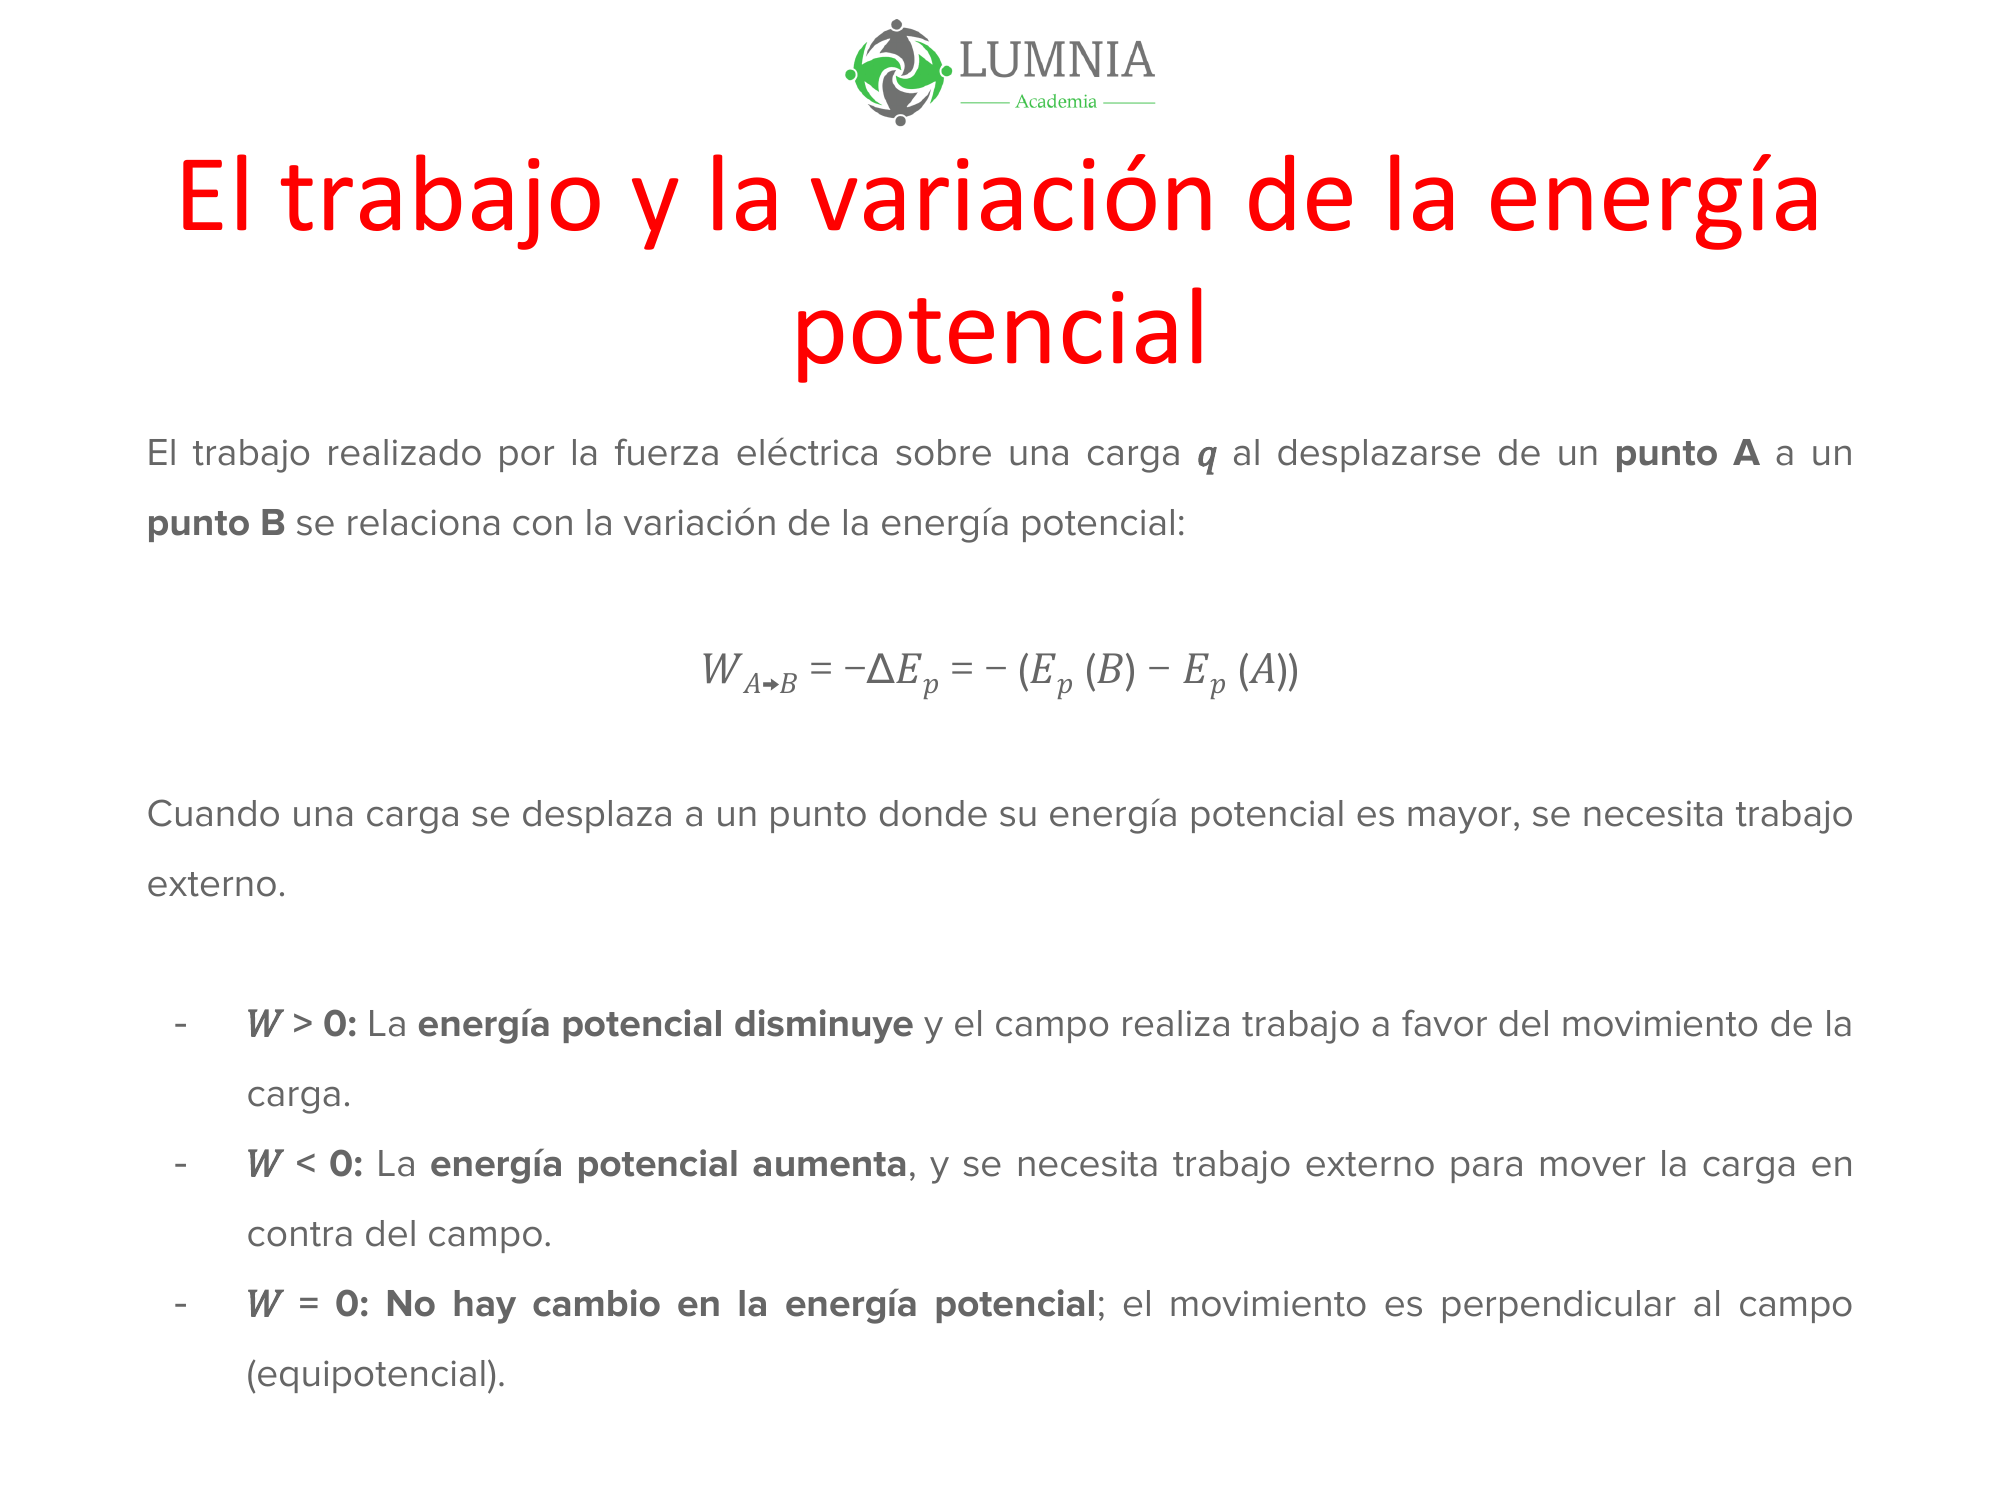 LUMNIA
Academia
El trabajo y la variación de la energía
potencial
El trabajo realizado por la fuerza eléctrica sobre una carga q al desplazarse de un punto A a un
punto B se relaciona con la variación de la energía potencial:
W_{A→B} = −ΔE_p = − (E_p (B) − E_p (A))
Cuando una carga se desplaza a un punto donde su energía potencial es mayor, se necesita trabajo
externo.
- W > 0: La energía potencial disminuye y el campo realiza trabajo a favor del movimiento de la
carga.
- W < 0: La energía potencial aumenta, y se necesita trabajo externo para mover la carga en
contra del campo.
- W = 0: No hay cambio en la energía potencial; el movimiento es perpendicular al campo
(equipotencial).